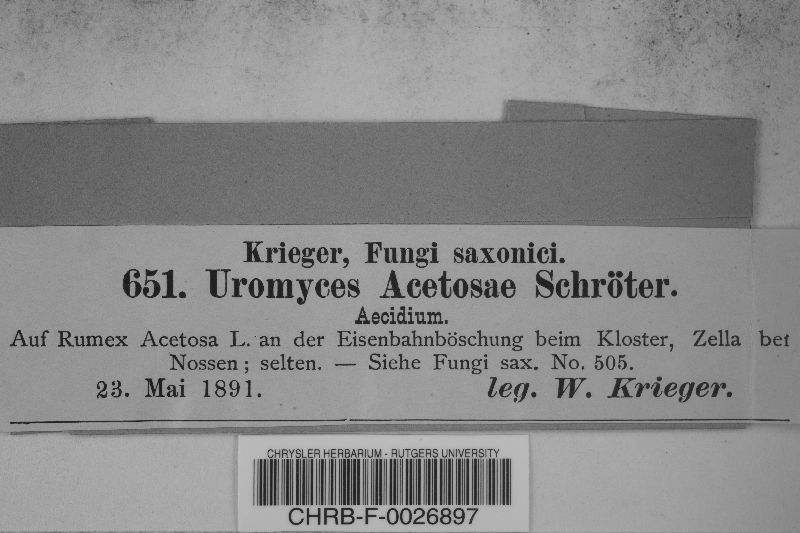 Krieger, Fungi saxonici.
651. Uromyces Acetosae Schröter.
Aecidium.
Auf Rumex Acetosa L. an der Eisenbahnböschung beim Kloster, Zella bei
Nossen; selten. — Siehe Fungi sax. No. 505.
23. Mai 1891. leg. W. Krieger.
CHRYSLER HERBARIUM - RUTGERS UNIVERSITY
CHRB-F-0026897